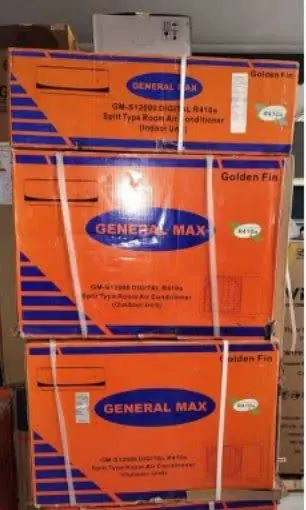 Golden Fin
GENERAL MAX
GM-S12000 DIGITAL R410a
Split Type Room Air Conditioner
(Indoor Unit)
R410a
Golden Fin
GENERAL MAX
R410a
GM-S12000 DIGITAL R410a
Split Type Room Air Conditioner
(Outdoor Unit)
Golden Fin
GENERAL MAX
R410a
GM-S12000 DIGITAL R410a
Split Type Room Air Conditioner
(Outdoor Unit)